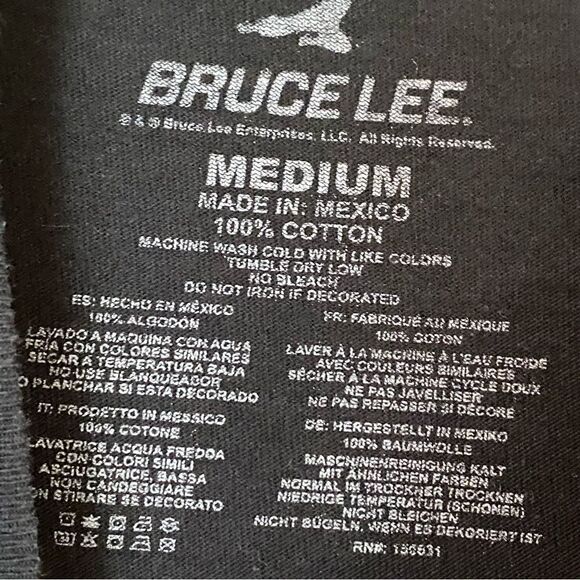 BRUCE LEE®
® & © Bruce Lee Enterprises, LLC. All Rights Reserved.
MEDIUM
MADE IN: MEXICO
100% COTTON
MACHINE WASH COLD WITH LIKE COLORS
TUMBLE DRY LOW
NO BLEACH
DO NOT IRON IF DECORATED
ES: HECHO EN MÉXICO
100% ALGODÓN
LAVADO A MAQUINA CON AGUA
FRÍA CON COLORES SIMILARES
SECAR A TEMPERATURA BAJA
NO USE BLANQUEADOR
O PLANCHAR SI ESTA DECORADO
FR: FABRIQUÉ AU MEXIQUE
100% COTON
LAVER À LA MACHINE À L'EAU FROIDE
AVEC COULEURS SIMILAIRES
SÉCHER À LA MACHINE CYCLE DOUX
NE PAS JAVELLISER
NE PAS REPASSER SI DÉCORÉ
IT: PRODETTO IN MESSICO
100% COTONE
LAVATRICE ACQUA FREDDA
CON COLORI SIMILI
ASCIUGATRICE, BASSA
NON CANDEGGIARE
ON STIRARE SE DECORATO
DE: HERGESTELLT IN MEXIKO
100% BAUMWOLLE
MASCHINENREINIGUNG KALT
MIT ÄHNLICHEN FARBEN
NORMAL IM TROCKNER TROCKNEN
NIEDRIGE TEMPERATUR (SCHONEN)
NICHT BLEICHEN
NICHT BÜGELN, WENN ES DEKORIERT IST
RN#: